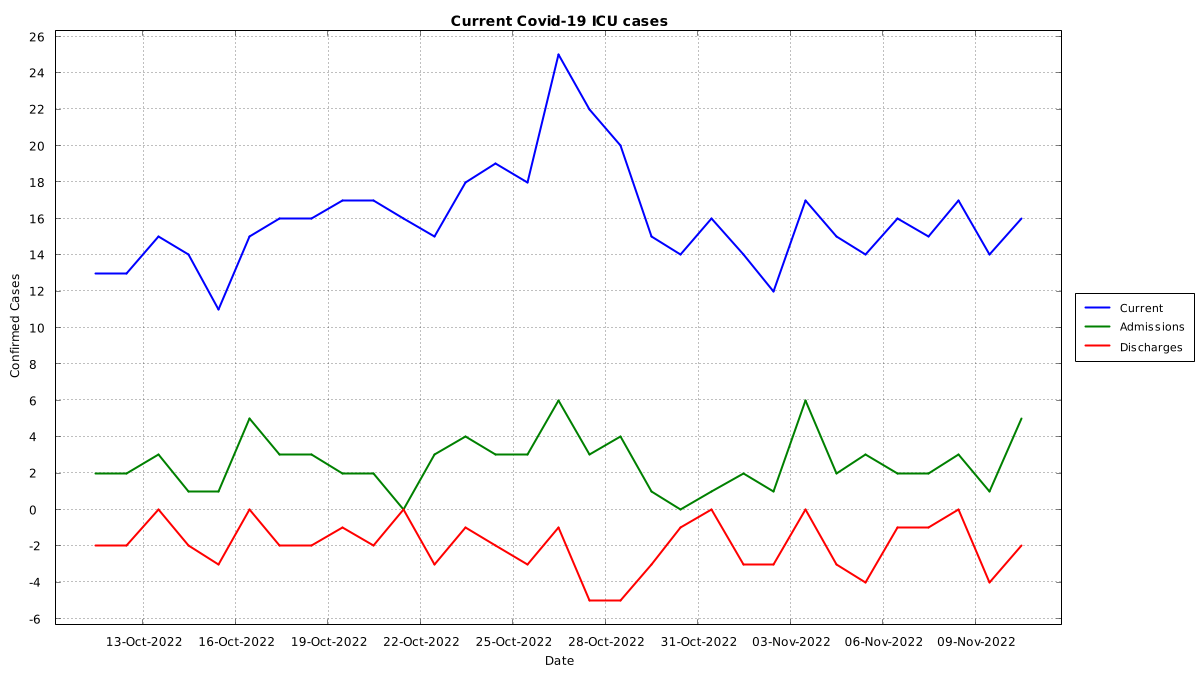 Current Covid-19 ICU cases
26
24
22
20
18
16
14
12
10
8
6
4
2
0
-2
-4
-6
Confirmed Cases
13-Oct-2022 16-Oct-2022 19-Oct-2022 22-Oct-2022 25-Oct-2022 28-Oct-2022 31-Oct-2022 03-Nov-2022 06-Nov-2022 09-Nov-2022
Date
Current
Admissions
Discharges